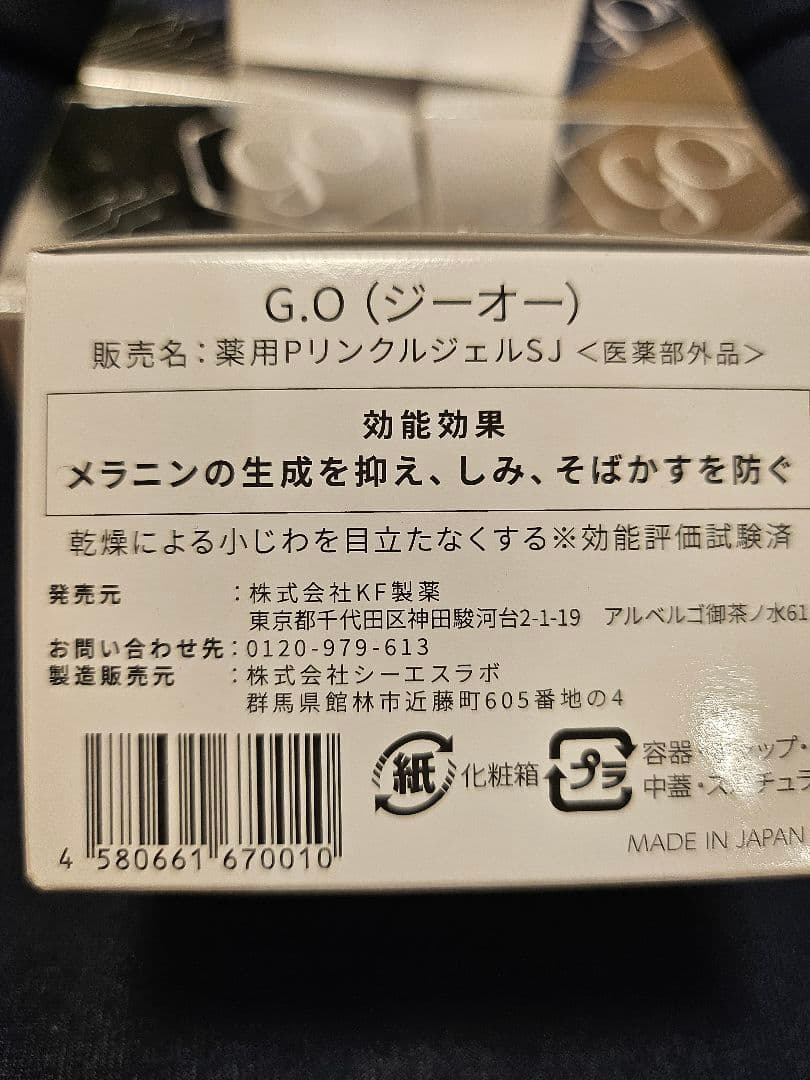 go
go
G.O（ジーオー）
販売名：薬用PリンクルジェルSJ＜医薬部外品＞
効能効果
メラニンの生成を抑え、しみ、そばかすを防ぐ
乾燥による小じわを目立たなくする※効能評価試験済
発売元　：株式会社KF製薬
東京都千代田区神田駿河台2-1-19　アルベルゴ御茶ノ水61
お問い合わせ先：0120-979-613
製造販売元　：株式会社シーエスラボ
群馬県館林市近藤町605番地の4
紙 化粧箱 プラ 容器・
中蓋・
MADE IN JAPAN
4 580661 670010